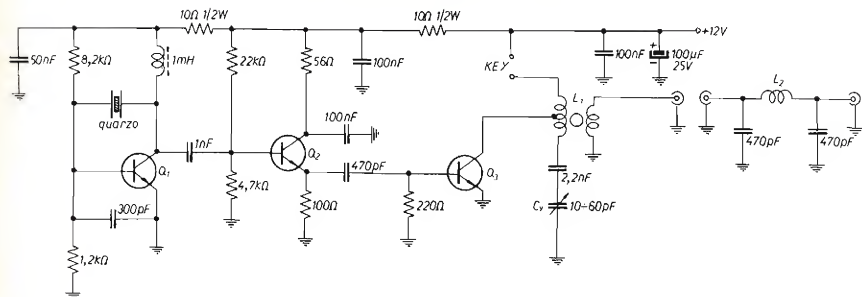 10Ω 1/2W
10Ω 1/2W
+12V
50nF
8,2kΩ
1mH
22kΩ
56Ω
100nF
KEY
100nF
+
100µF
25V
-
quarzo
1nF
Q1
100nF
Q2
470pF
Q3
L1
L2
470pF
470pF
300pF
4,7kΩ
100Ω
220Ω
2,2nF
Cv
10÷60pF
1,2kΩ